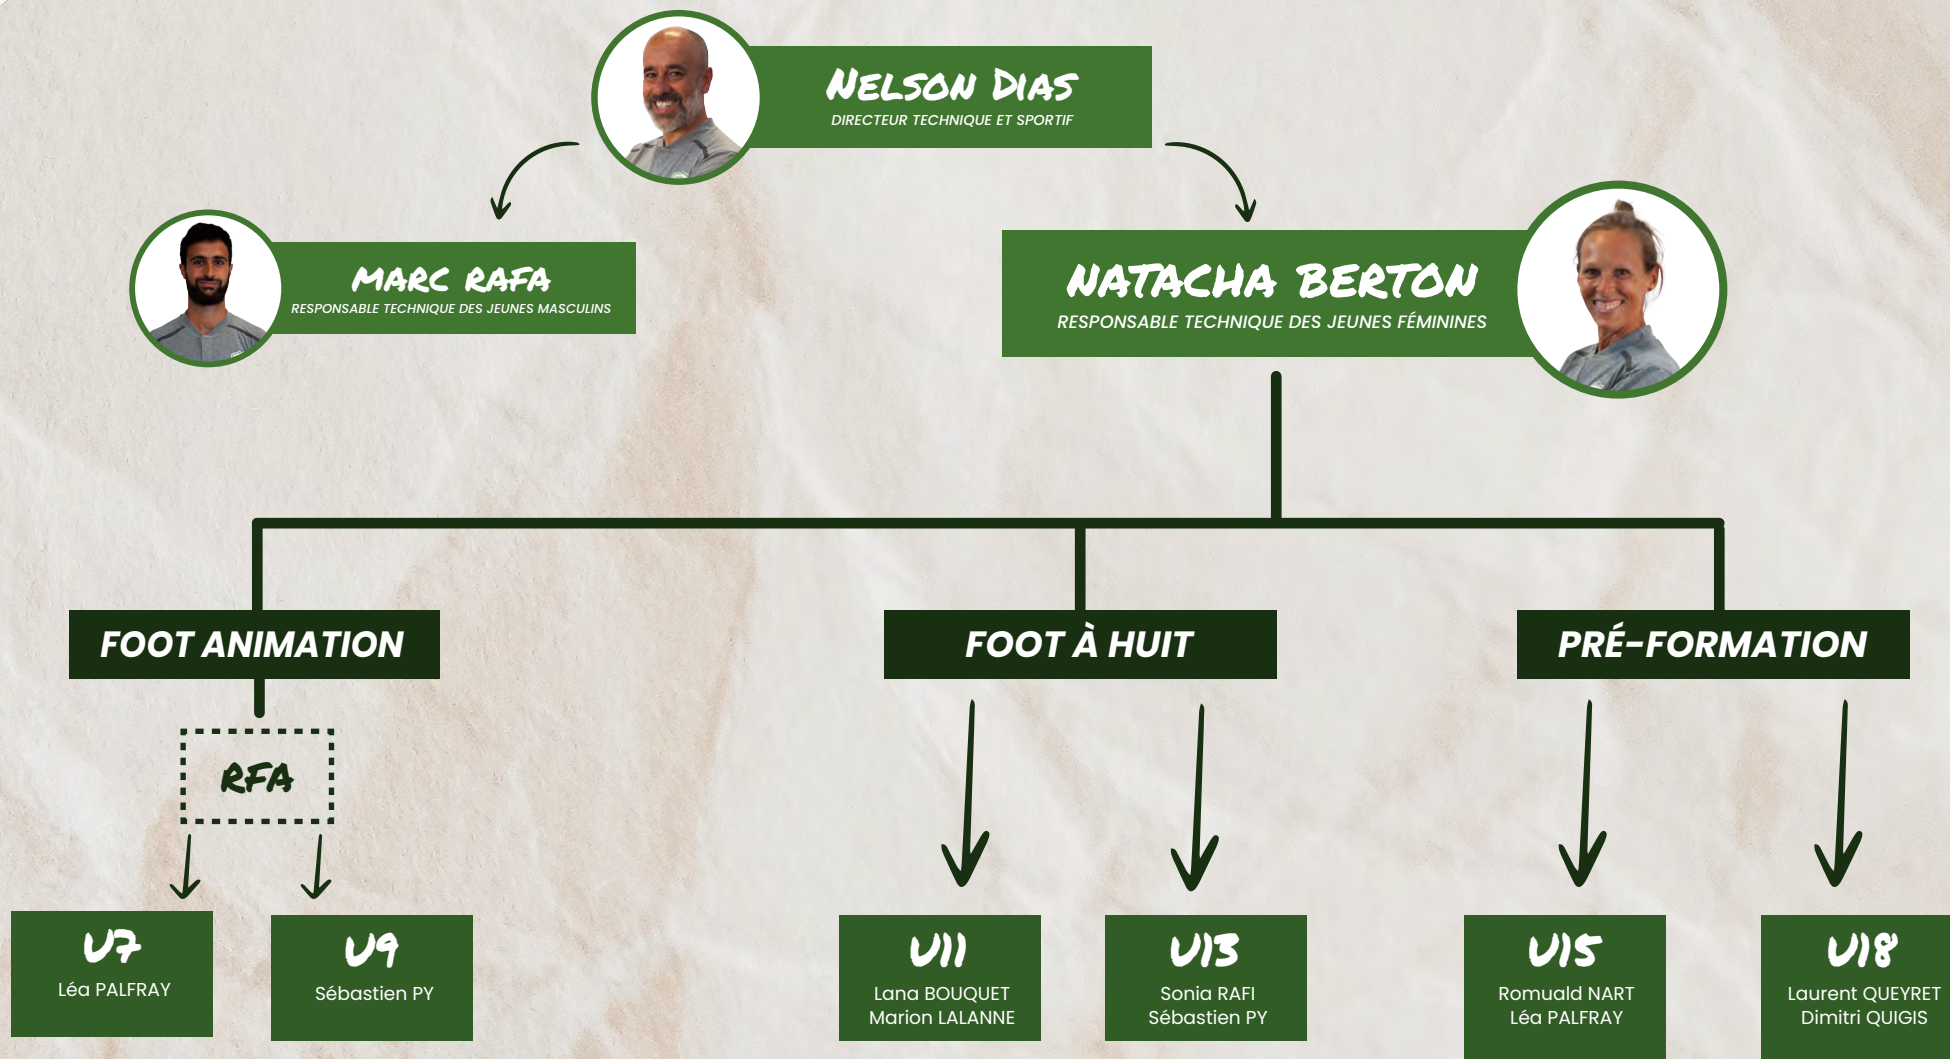 NELSON DIAS
DIRECTEUR TECHNIQUE ET SPORTIF
MARC RAFA
RESPONSABLE TECHNIQUE DES JEUNES MASCULINS
NATACHA BERTON
RESPONSABLE TECHNIQUE DES JEUNES FÉMININES
FOOT ANIMATION
FOOT À HUIT
PRÉ-FORMATION
RFA
U7
Léa PALFRAY
U9
Sébastien PY
U11
Lana BOUQUET
Marion LALANNE
U13
Sonia RAFI
Sébastien PY
U15
Romuald NART
Léa PALFRAY
U18
Laurent QUEYRET
Dimitri QUIGIS